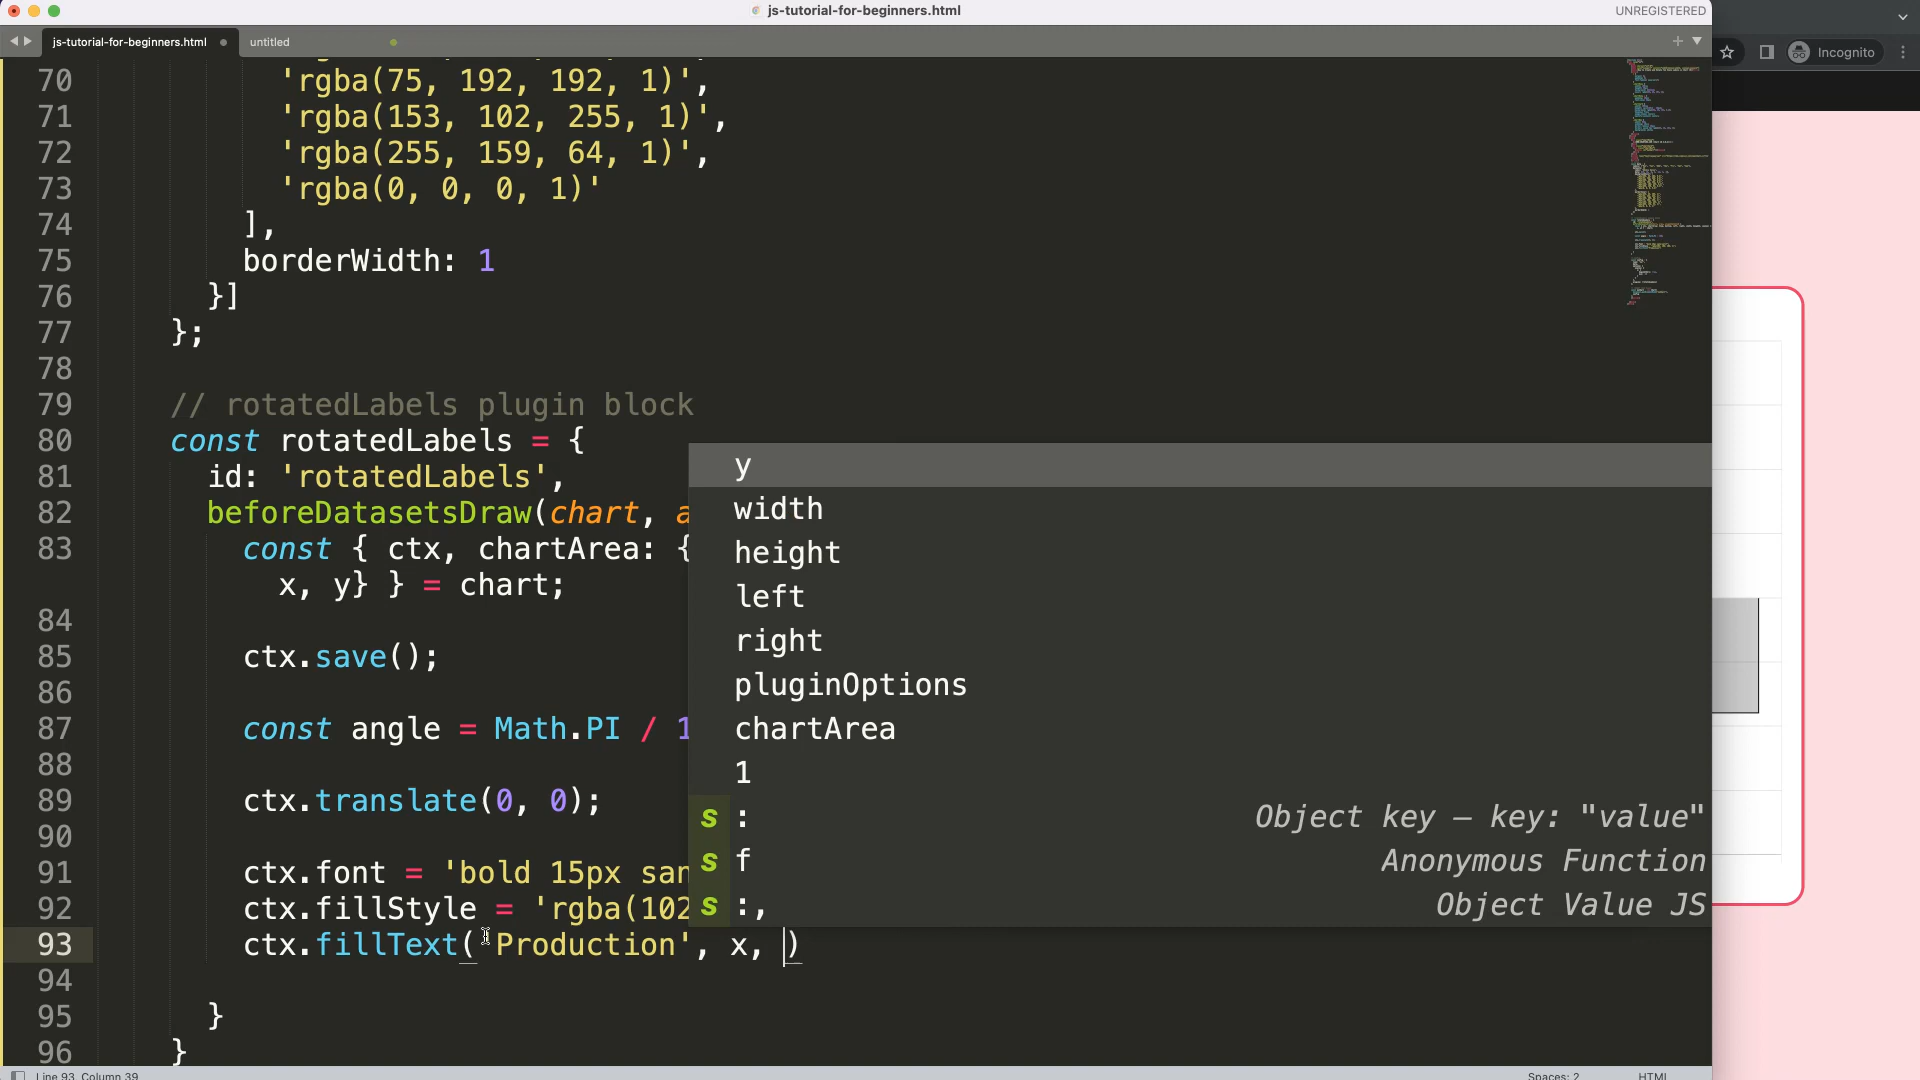 js-tutorial-for-beginners.html
UNREGISTERED
js-tutorial-for-beginners.html
untitled
Incognito
70 'rgba(75, 192, 192, 1)',
71 'rgba(153, 102, 255, 1)',
72 'rgba(255, 159, 64, 1)',
73 'rgba(0, 0, 0, 1)'
74 ],
75 borderWidth: 1
76 }]
77 };
78
79 // rotatedLabels plugin block
80 const rotatedLabels = {
81 id: 'rotatedLabels',
82 beforeDatasetsDraw(chart, a
83 const { ctx, chartArea: {
x, y} } = chart;
84
85 ctx.save();
86
87 const angle = Math.PI / 1
88
89 ctx.translate(0, 0);
90
91 ctx.font = 'bold 15px san
92 ctx.fillStyle = 'rgba(102
93 ctx.fillText('Production', x, )
94
95 }
96 }
y
width
height
left
right
pluginOptions
chartArea
1
s : Object key — key: "value"
s f Anonymous Function
s :, Object Value JS
Line 93, Column 39
Spaces: 2
HTML